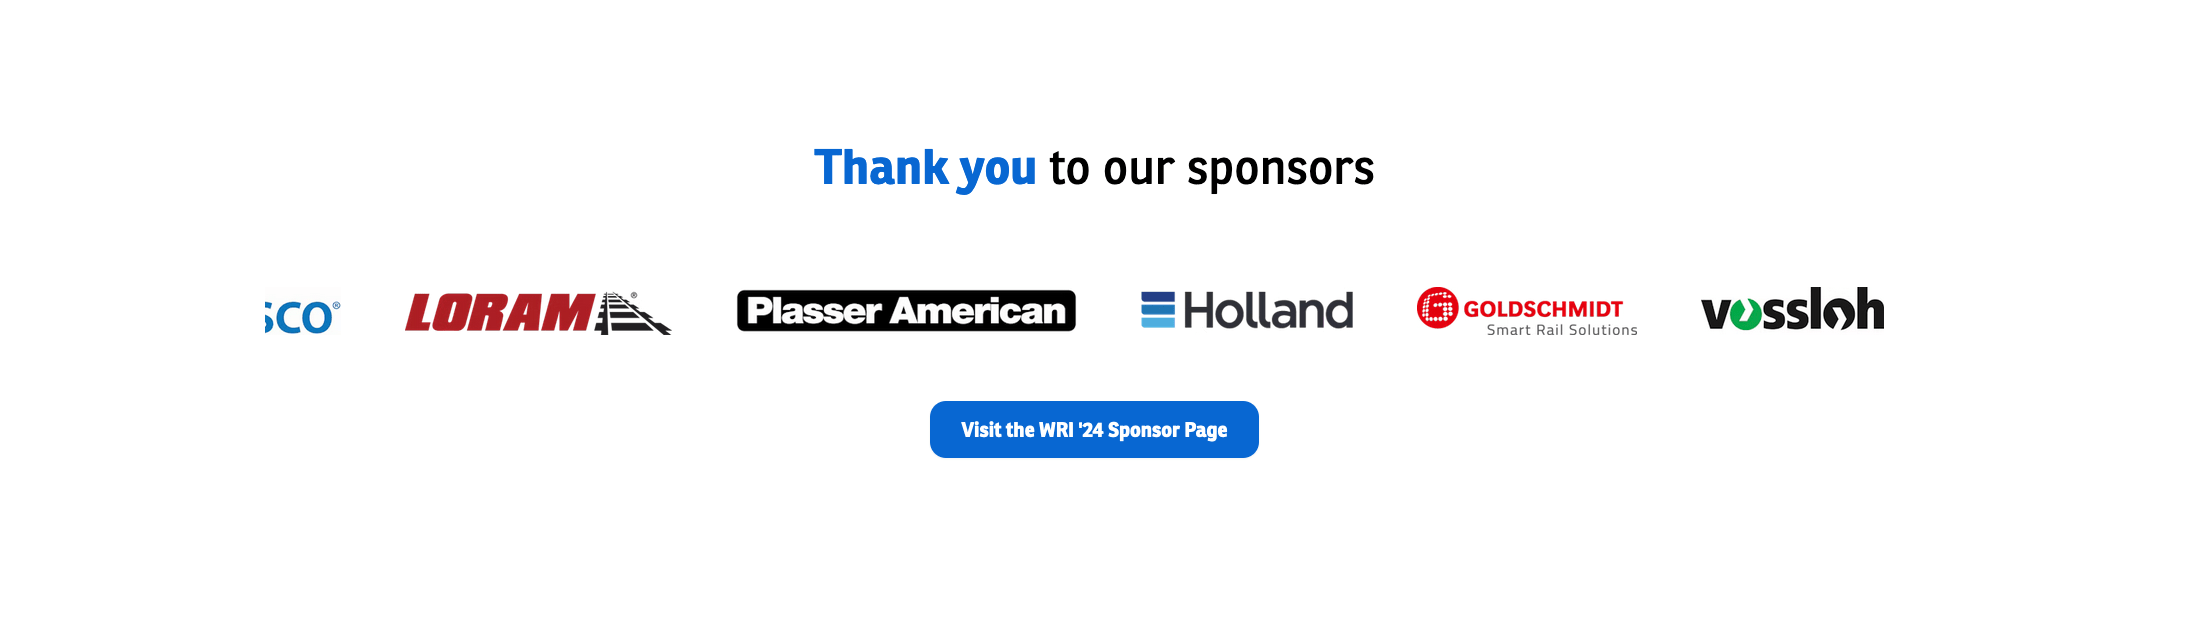 Thank you to our sponsors
SCO®
LORAM®
Plasser American
Holland
G GOLDSCHMIDT
Smart Rail Solutions
vossloh
Visit the WRI '24 Sponsor Page